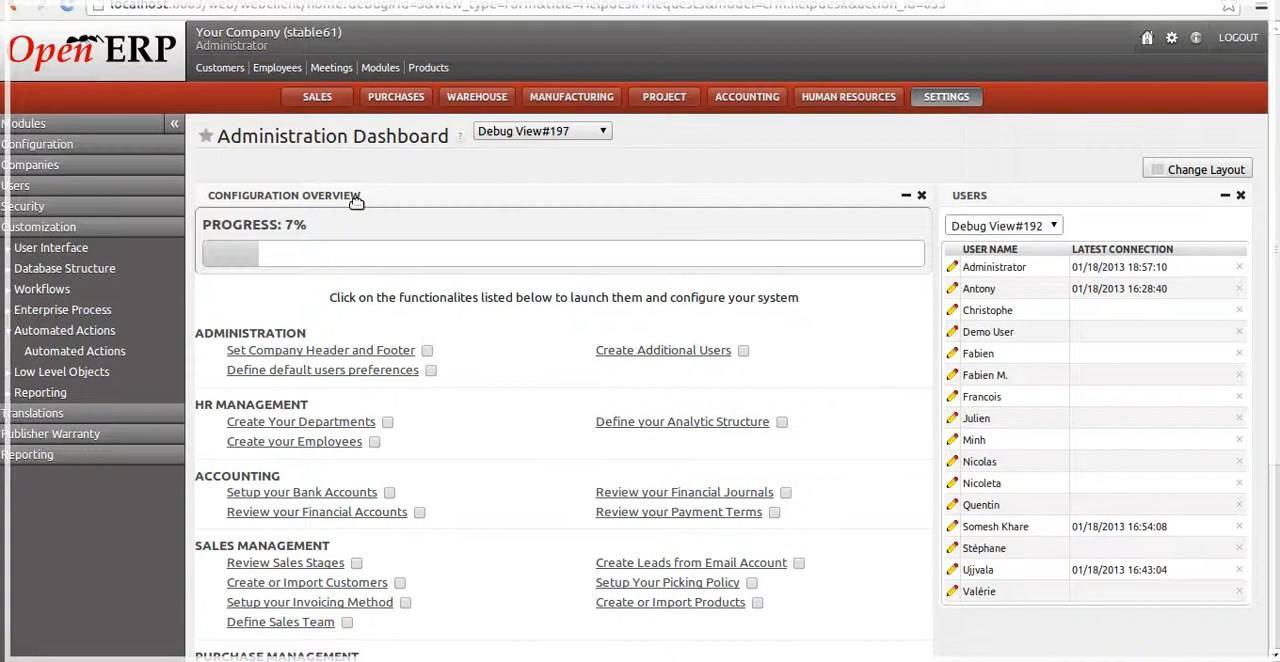 Open ERP
Your Company (stable61)
Administrator
LOGOUT
Customers | Employees | Meetings | Modules | Products
SALES PURCHASES WAREHOUSE MANUFACTURING PROJECT ACCOUNTING HUMAN RESOURCES SETTINGS
Modules «
Configuration
Companies
Users
Security
Customization
User Interface
Database Structure
Workflows
Enterprise Process
Automated Actions
Automated Actions
Low Level Objects
Reporting
Translations
Publisher Warranty
Reporting
Administration Dashboard ? Debug View#197
Change Layout
CONFIGURATION OVERVIEW
PROGRESS: 7%
Click on the functionalites listed below to launch them and configure your system
ADMINISTRATION
Set Company Header and Footer Create Additional Users
Define default users preferences
HR MANAGEMENT
Create Your Departments Define your Analytic Structure
Create your Employees
ACCOUNTING
Setup your Bank Accounts Review your Financial Journals
Review your Financial Accounts Review your Payment Terms
SALES MANAGEMENT
Review Sales Stages Create Leads from Email Account
Create or Import Customers Setup Your Picking Policy
Setup your Invoicing Method Create or Import Products
Define Sales Team
PURCHASE MANAGEMENT
USERS
Debug View#192
USER NAME LATEST CONNECTION
Administrator 01/18/2013 18:57:10
Antony 01/18/2013 16:28:40
Christophe
Demo User
Fabien
Fabien M.
Francois
Julien
Minh
Nicolas
Nicoleta
Quentin
Somesh Khare 01/18/2013 16:54:08
Stéphane
Ujjvala 01/18/2013 16:43:04
Valérie